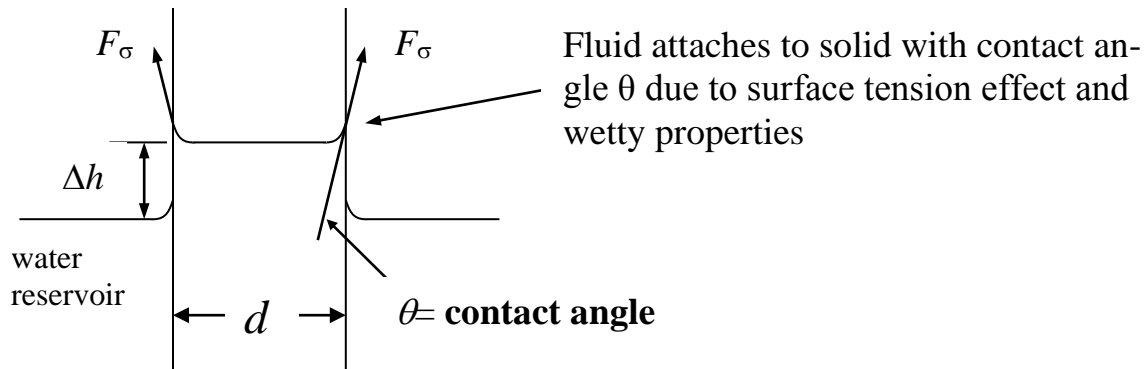 Fσ
Fσ
Fluid attaches to solid with contact an-
gle θ due to surface tension effect and
wetty properties
Δh
water
reservoir
d
θ= contact angle